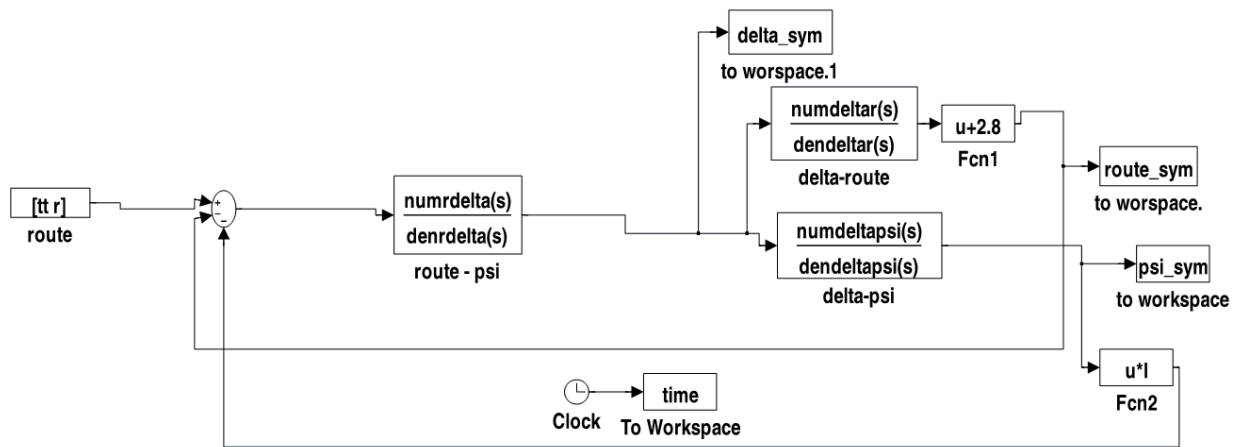 delta_sym
to worspace.1
numdeltar(s)
dendeltar(s)
delta-route
u+2.8
Fcn1
route_sym
to worspace.
[tt r]
route
+
−
−
numrdelta(s)
denrdelta(s)
route - psi
numdeltapsi(s)
dendeltapsi(s)
delta-psi
psi_sym
to workspace
u*l
Fcn2
Clock
time
To Workspace